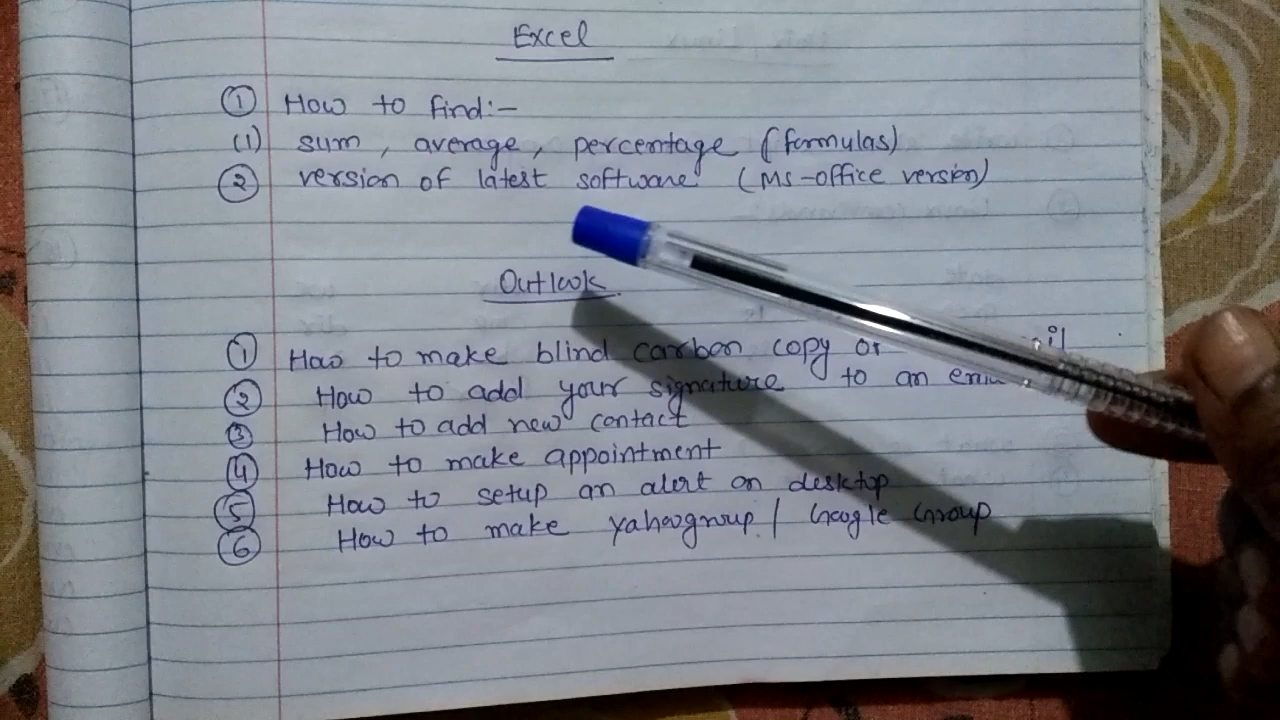 Excel
① How to find:-
(1) sum, average, percentage (formulas)
② version of latest software (MS-office version)
Outlook
① How to make blind carbon copy
② How to add your signature to an
③ How to add new contact
④ How to make appointment
⑤ How to setup an alert on desktop
⑥ How to make yahoogroup / Google Group